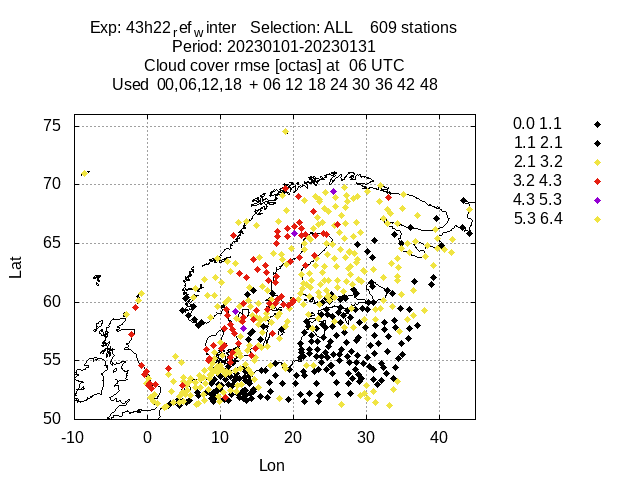 Exp: 43h22ref winter Selection: ALL 609 stations
Period: 20230101-20230131
Cloud cover rmse [octas] at 06 UTC
Used 00,06,12,18 + 06 12 18 24 30 36 42 48
75
70
65
60
55
50
Lat
-10 0 10 20 30 40
Lon
0.0 1.1
1.1 2.1
2.1 3.2
3.2 4.3
4.3 5.3
5.3 6.4